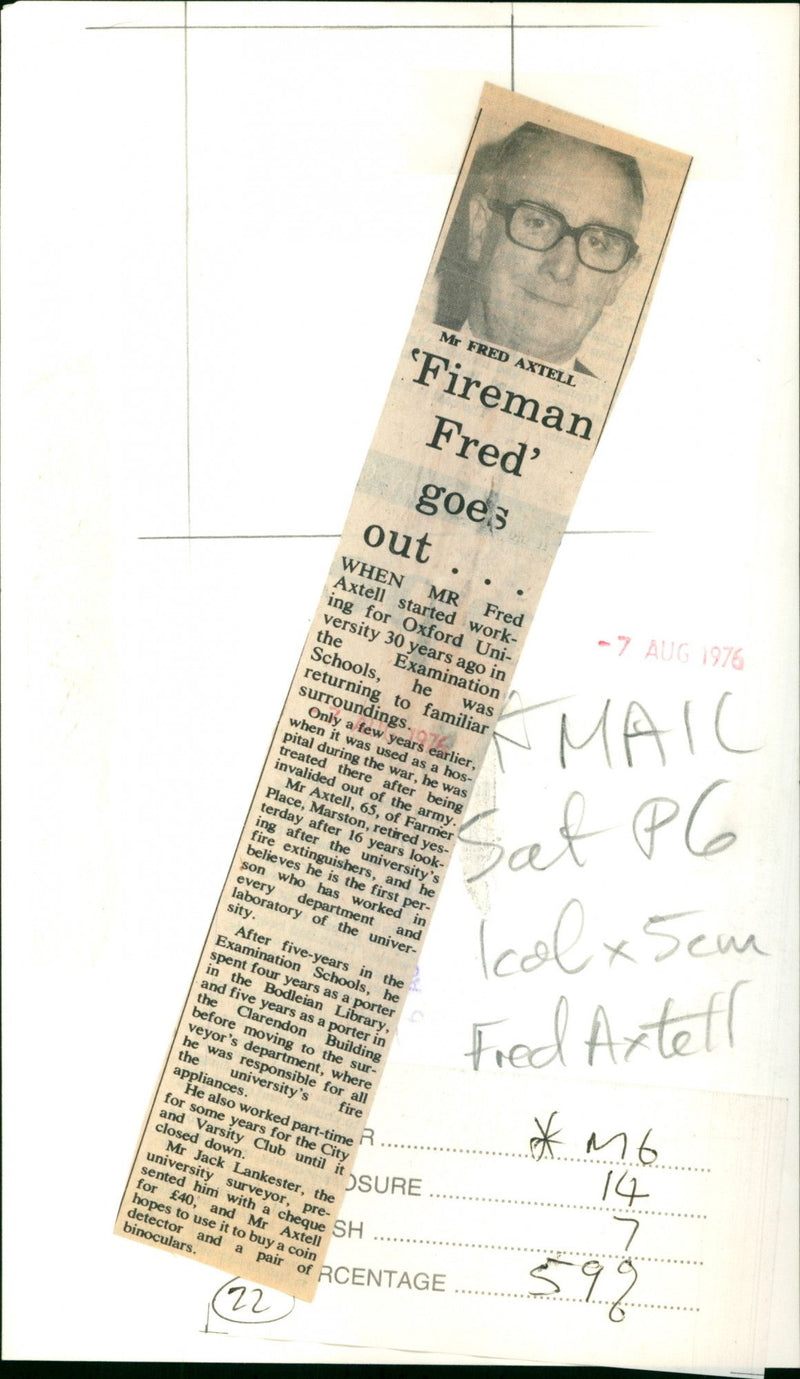 Mr FRED AXTELL
‘Fireman
Fred’
goes
out . . .
WHEN MR Fred
Axtell started work-
ing for Oxford Uni-
versity 30 years ago in
the Examination
Schools, he was
returning to familiar
surroundings.
Only a few years earlier,
when it was used as a hos-
pital during the war, he was
treated there after being
invalided out of the army.
Mr Axtell, 65, of Farmer
Place, Marston, retired yes-
terday after 16 years look-
ing after the university's
fire extinguishers, and he
believes he is the first per-
son who has worked in
every department and
laboratory of the univer-
sity.
After five-years in the
Examination Schools, he
spent four years as a porter
in the Bodleian Library,
and five years as a porter in
the Clarendon Building
before moving to the sur-
veyor's department, where
he was responsible for all
the university's fire
appliances.
He also worked part-time
for some years for the City
and Varsity Club until it
closed down.
Mr Jack Lankester, the
university surveyor, pre-
sented him with a cheque
for £40, and Mr Axtell
hopes to use it to buy a coin
detector and a pair of
binoculars.
-7 AUG 1976
-7 AUG 1976
MAIL
Sat P6
1col x 5cm
Fred Axtell
R .......... * M6
OSURE .......... 14
SH .......... 7
RCENTAGE .......... 59%
22